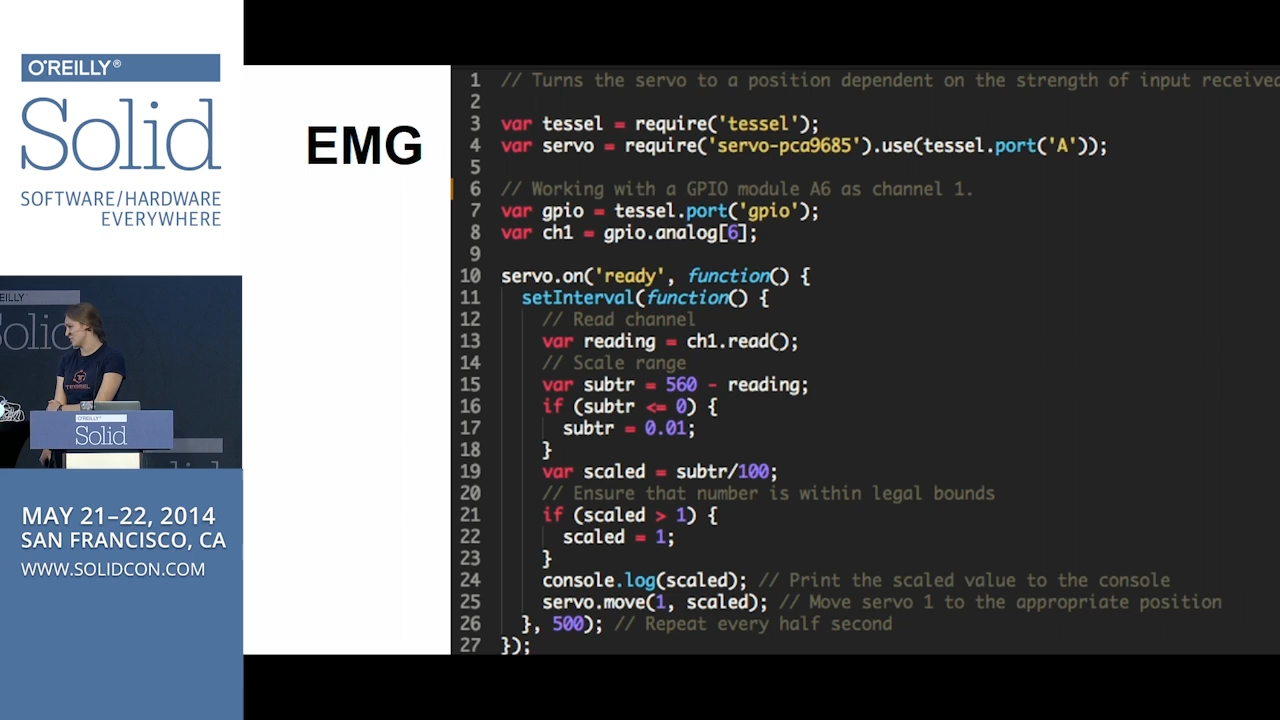 O'REILLY®
Solid
SOFTWARE/HARDWARE
EVERYWHERE
EILLY
Solid
TESSEL
O'REILLY
Solid
MAY 21–22, 2014
SAN FRANCISCO, CA
WWW.SOLIDCON.COM
EMG
1 // Turns the servo to a position dependent on the strength of input received
2
3 var tessel = require('tessel');
4 var servo = require('servo-pca9685').use(tessel.port('A'));
5
6 // Working with a GPIO module A6 as channel 1.
7 var gpio = tessel.port('gpio');
8 var ch1 = gpio.analog[6];
9
10 servo.on('ready', function() {
11 setInterval(function() {
12 // Read channel
13 var reading = ch1.read();
14 // Scale range
15 var subtr = 560 - reading;
16 if (subtr <= 0) {
17 subtr = 0.01;
18 }
19 var scaled = subtr/100;
20 // Ensure that number is within legal bounds
21 if (scaled > 1) {
22 scaled = 1;
23 }
24 console.log(scaled); // Print the scaled value to the console
25 servo.move(1, scaled); // Move servo 1 to the appropriate position
26 }, 500); // Repeat every half second
27 });